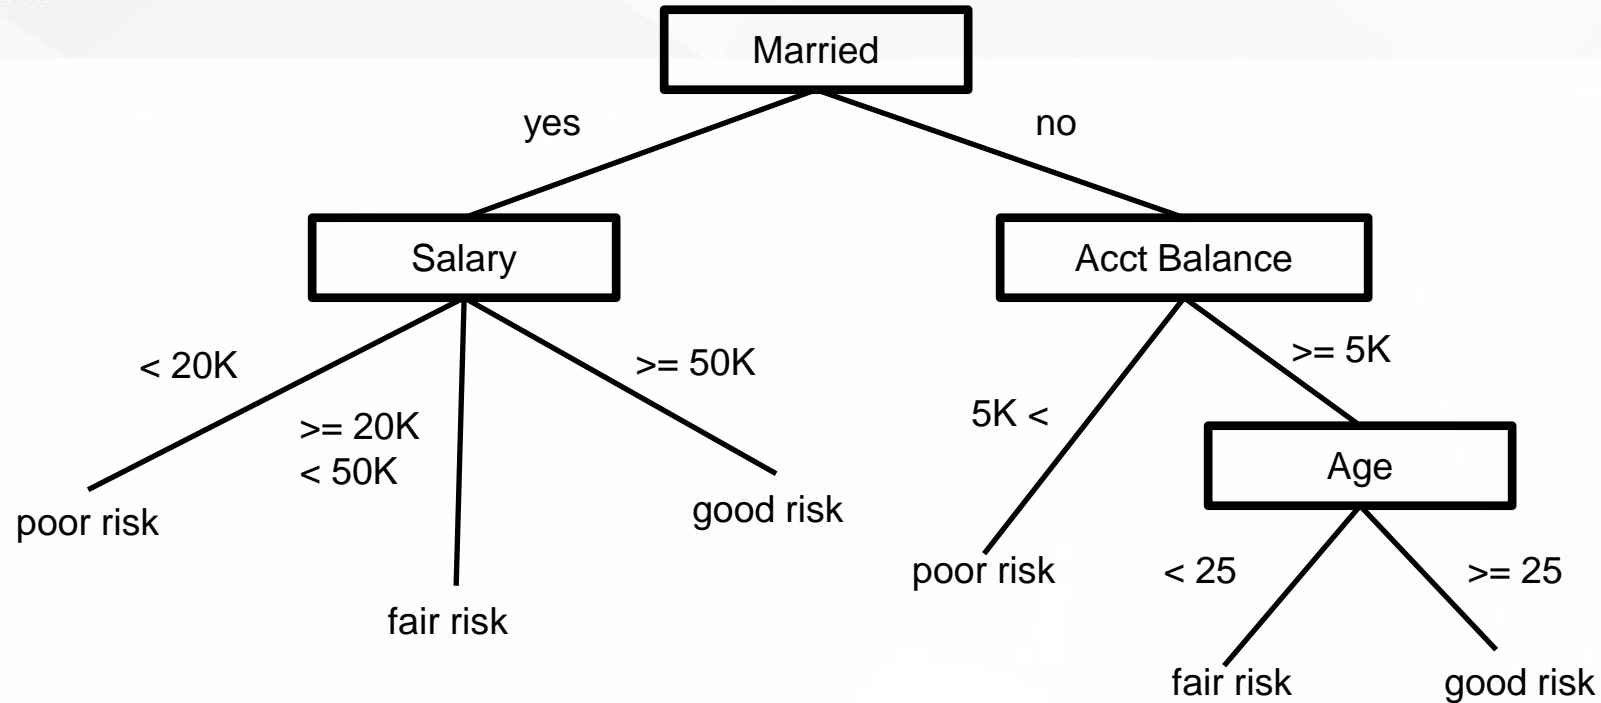 Married
yes
no
Salary
Acct Balance
< 20K
>= 20K
< 50K
>= 50K
5K <
>= 5K
Age
poor risk
fair risk
good risk
poor risk
< 25
>= 25
fair risk
good risk